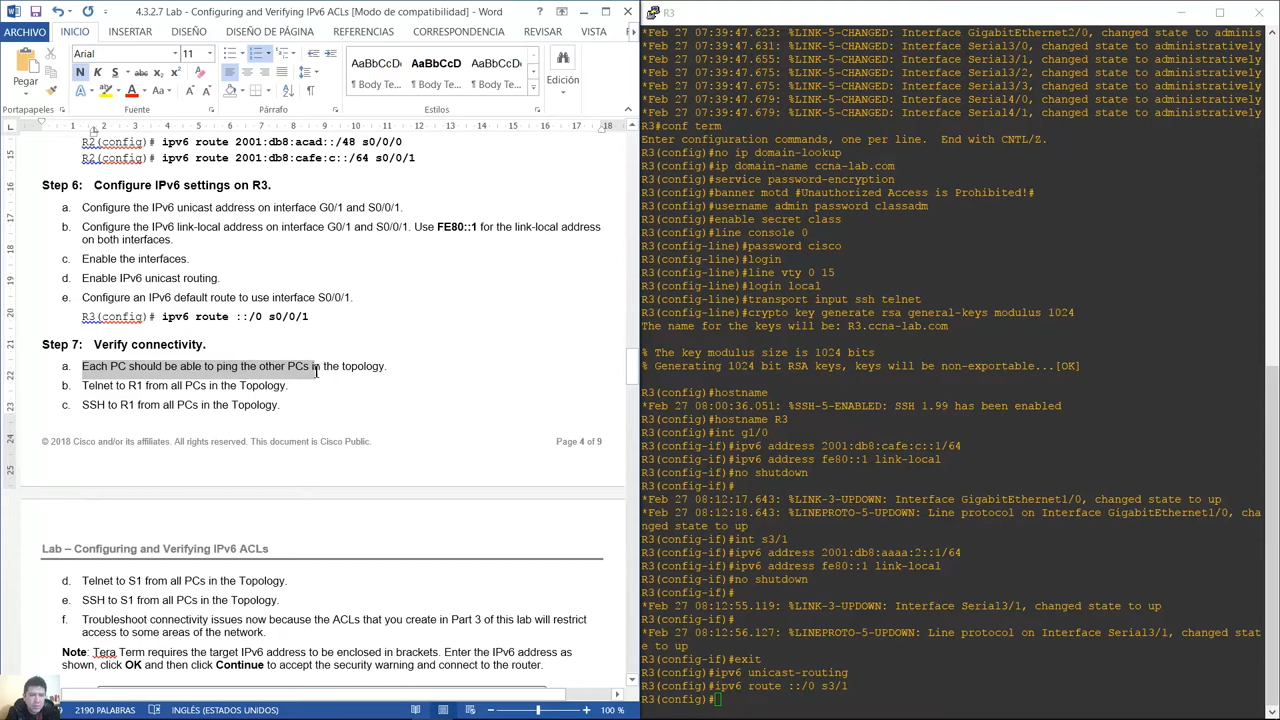 4.3.2.7 Lab - Configuring and Verifying IPv6 ACLs [Modo de compatibilidad] - W...
ARCHIVO INICIO INSERTAR DISEÑO DISEÑO DE PÁGINA REFERENCIAS CORRESPONDENCIA REVISAR VISTA
Arial 11
Pegar
N K S abc x₂ x²
AaBbCcDc AaBbCcDc AaBbCcD(
¶ Body Te... ¶ Body Te... ¶ Body Te...
Edición
Portapapeles Fuente Párrafo Estilos
R2(config)# ipv6 route 2001:db8:acad::/48 s0/0/0
R2(config)# ipv6 route 2001:db8:cafe:c::/64 s0/0/1
Step 6: Configure IPv6 settings on R3.
a. Configure the IPv6 unicast address on interface G0/1 and S0/0/1.
b. Configure the IPv6 link-local address on interface G0/1 and S0/0/1. Use FE80::1 for the link-local address
on both interfaces.
c. Enable the interfaces.
d. Enable IPv6 unicast routing.
e. Configure an IPv6 default route to use interface S0/0/1.
R3(config)# ipv6 route ::/0 s0/0/1
Step 7: Verify connectivity.
a. Each PC should be able to ping the other PCs in the topology.
b. Telnet to R1 from all PCs in the Topology.
c. SSH to R1 from all PCs in the Topology.
© 2018 Cisco and/or its affiliates. All rights reserved. This document is Cisco Public. Page 4 of 9
Lab – Configuring and Verifying IPv6 ACLs
d. Telnet to S1 from all PCs in the Topology.
e. SSH to S1 from all PCs in the Topology.
f. Troubleshoot connectivity issues now because the ACLs that you create in Part 3 of this lab will restrict
access to some areas of the network.
Note: Tera Term requires the target IPv6 address to be enclosed in brackets. Enter the IPv6 address as
shown, click OK and then click Continue to accept the security warning and connect to the router.
2190 PALABRAS INGLÉS (ESTADOS UNIDOS) 100 %
R3
*Feb 27 07:39:47.623: %LINK-5-CHANGED: Interface GigabitEthernet2/0, changed state to adminis
*Feb 27 07:39:47.631: %LINK-5-CHANGED: Interface Serial3/0, changed state to administratively
*Feb 27 07:39:47.655: %LINK-5-CHANGED: Interface Serial3/1, changed state to administratively
*Feb 27 07:39:47.675: %LINK-5-CHANGED: Interface Serial3/2, changed state to administratively
*Feb 27 07:39:47.679: %LINK-5-CHANGED: Interface Serial3/3, changed state to administratively
*Feb 27 07:39:47.679: %LINK-5-CHANGED: Interface Serial4/0, changed state to administratively
R3#conf term
Enter configuration commands, one per line. End with CNTL/Z.
R3(config)#no ip domain-lookup
R3(config)#ip domain-name ccna-lab.com
R3(config)#service password-encryption
R3(config)#banner motd #Unauthorized Access is Prohibited!#
R3(config)#username admin password classadm
R3(config)#enable secret class
R3(config)#line console 0
R3(config-line)#password cisco
R3(config-line)#login
R3(config-line)#line vty 0 15
R3(config-line)#login local
R3(config-line)#transport input ssh telnet
R3(config-line)#crypto key generate rsa general-keys modulus 1024
The name for the keys will be: R3.ccna-lab.com
% The key modulus size is 1024 bits
% Generating 1024 bit RSA keys, keys will be non-exportable...[OK]
R3(config)#hostname
*Feb 27 08:00:36.051: %SSH-5-ENABLED: SSH 1.99 has been enabled
R3(config)#hostname R3
R3(config)#int g1/0
R3(config-if)#ipv6 address 2001:db8:cafe:c::1/64
R3(config-if)#ipv6 address fe80::1 link-local
R3(config-if)#no shutdown
R3(config-if)#
*Feb 27 08:12:17.643: %LINK-3-UPDOWN: Interface GigabitEthernet1/0, changed state to up
*Feb 27 08:12:18.643: %LINEPROTO-5-UPDOWN: Line protocol on Interface GigabitEthernet1/0, cha
nged state to up
R3(config-if)#int s3/1
R3(config-if)#ipv6 address 2001:db8:aaaa:2::1/64
R3(config-if)#ipv6 address fe80::1 link-local
R3(config-if)#no shutdown
R3(config-if)#
*Feb 27 08:12:55.119: %LINK-3-UPDOWN: Interface Serial3/1, changed state to up
R3(config-if)#
*Feb 27 08:12:56.127: %LINEPROTO-5-UPDOWN: Line protocol on Interface Serial3/1, changed stat
e to up
R3(config-if)#exit
R3(config)#ipv6 unicast-routing
R3(config)#ipv6 route ::/0 s3/1
R3(config)#